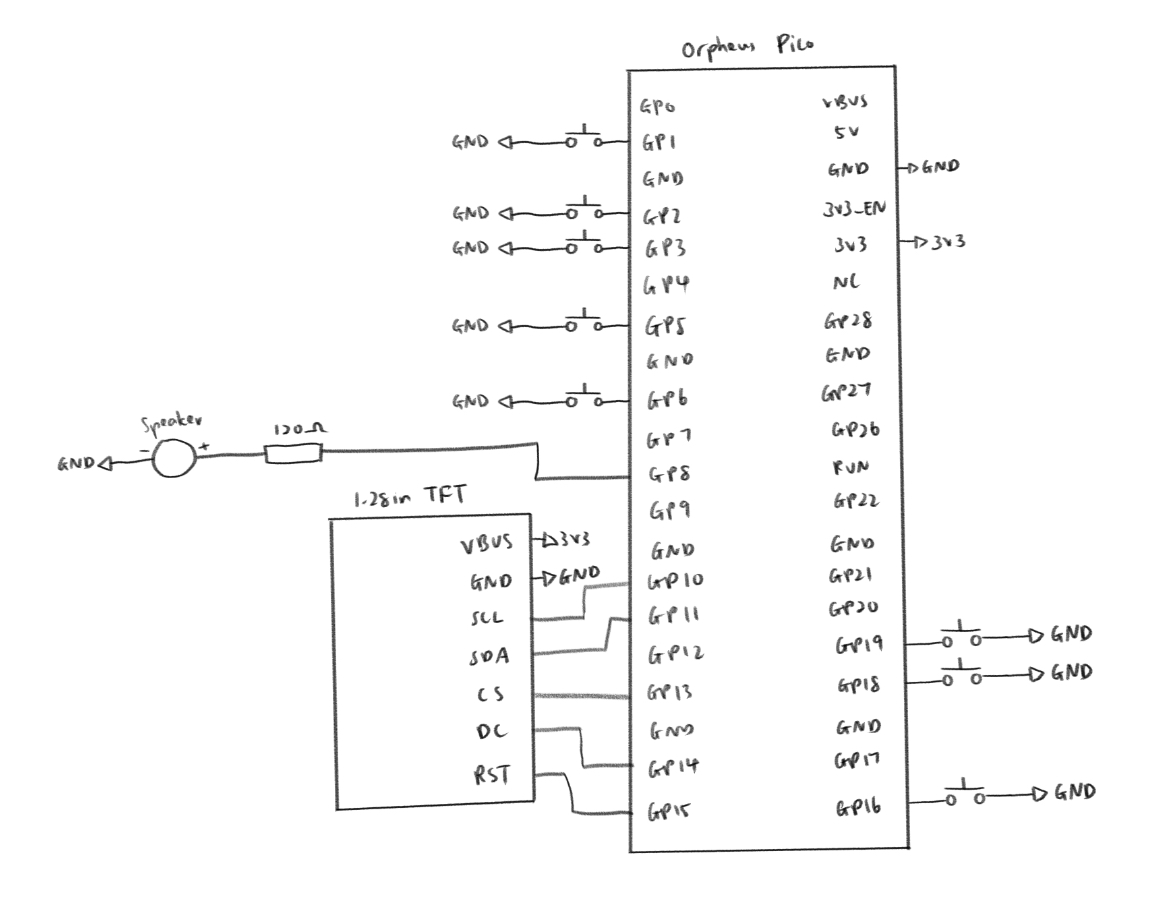 Orpheus Pico
GP0 VBUS
GND GP1 5V
GND GND GND
GND GP2 3V3_EN
GND GP3 3V3 3V3
GP4 NC
GND GP5 GP28
GND GND
GND GP6 GP27
Speaker 120Ω GP7 GP26
- +
GND GP8 RUN
1.28in TFT GP9 GP22
VBUS 3V3 GND GND
GND GND GP10 GP21
SCL GP11 GP20
SDA GP12 GP19 GND
CS GP13 GP18 GND
DC GND GND
RST GP14 GP17
GP15 GP16 GND